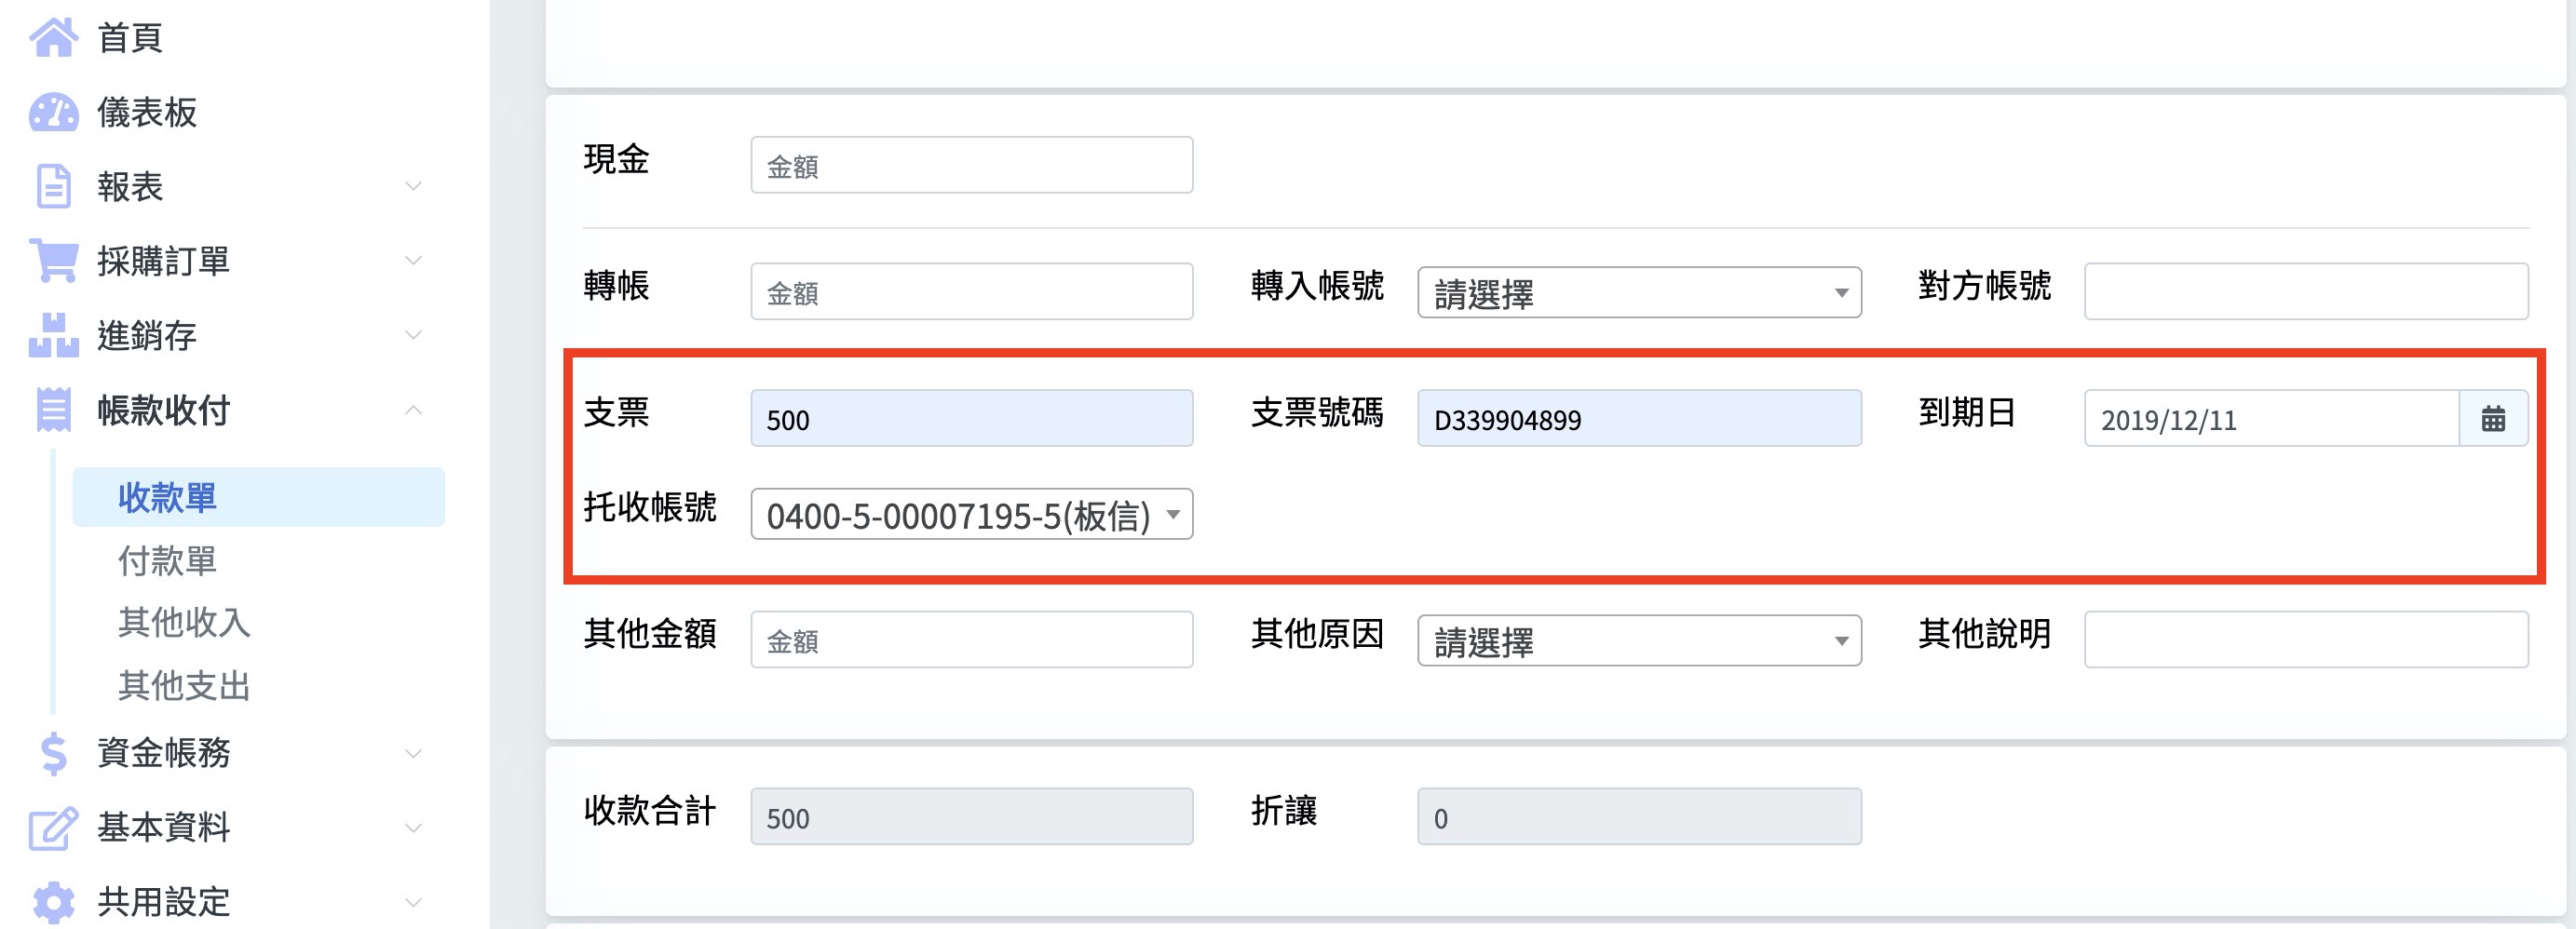 首頁
儀表板
報表
採購訂單
進銷存
帳款收付
收款單
付款單
其他收入
其他支出
資金帳務
基本資料
共用設定
現金 金額
轉帳 金額 轉入帳號 請選擇 對方帳號
支票 500 支票號碼 D339904899 到期日 2019/12/11
托收帳號 0400-5-00007195-5(板信)
其他金額 金額 其他原因 請選擇 其他說明
收款合計 500 折讓 0